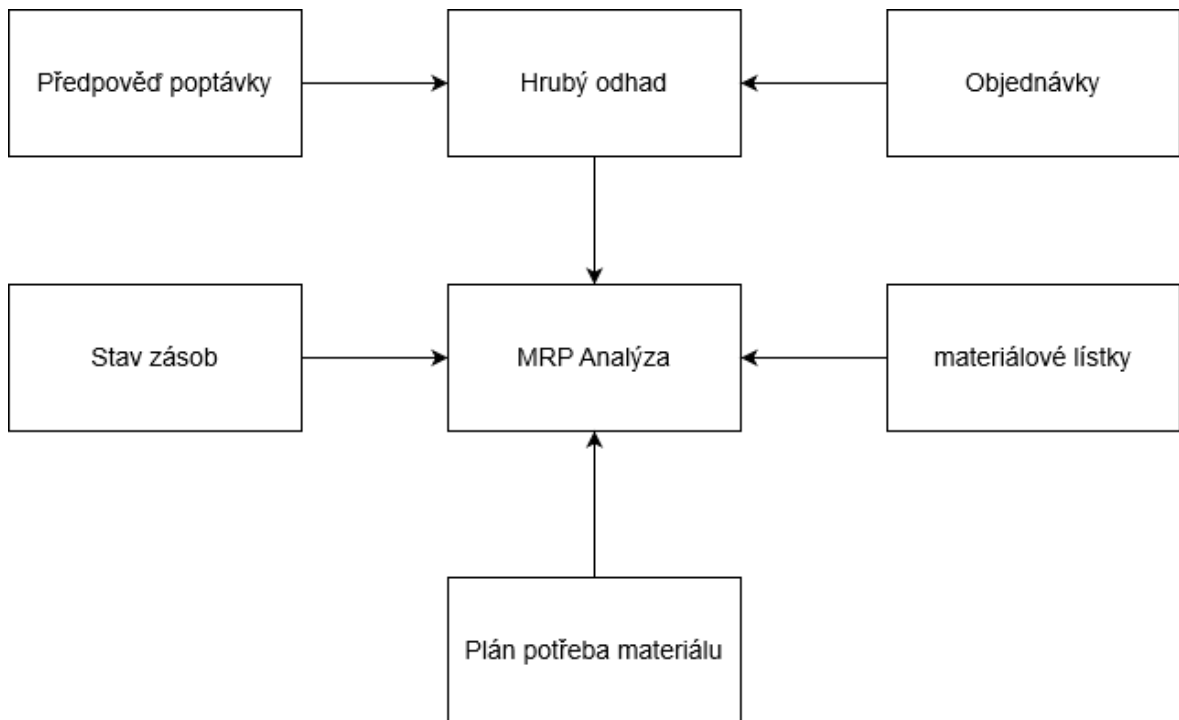 Předpověď poptávky
Hrubý odhad
Objednávky
Stav zásob
MRP Analýza
materiálové lístky
Plán potřeba materiálu